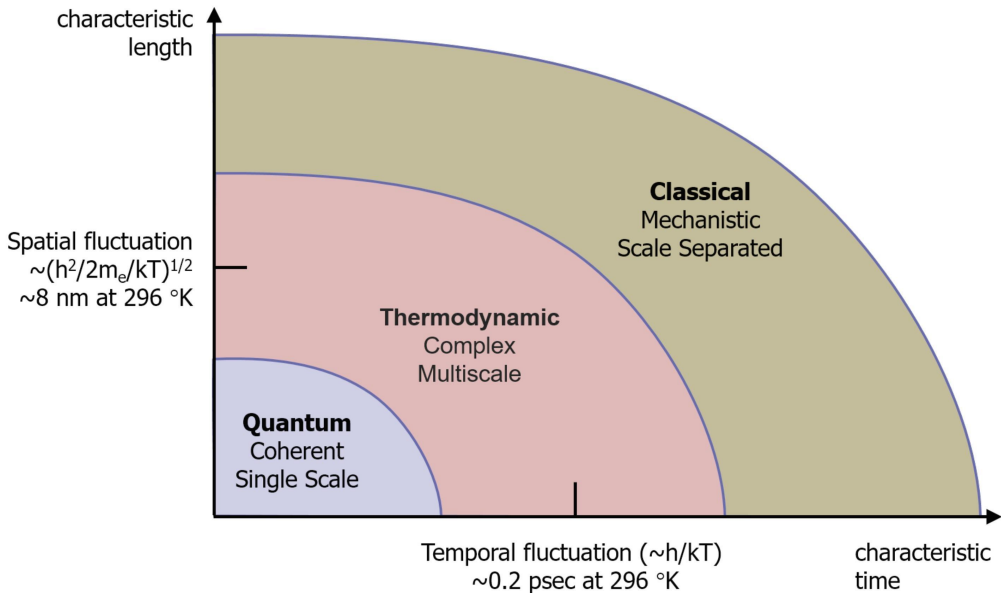 characteristic
length
Classical
Mechanistic
Scale Separated
Spatial fluctuation
~(h²/2mₑ/kT)¹/²
~8 nm at 296 °K
Thermodynamic
Complex
Multiscale
Quantum
Coherent
Single Scale
Temporal fluctuation (~h/kT)
~0.2 psec at 296 °K
characteristic
time